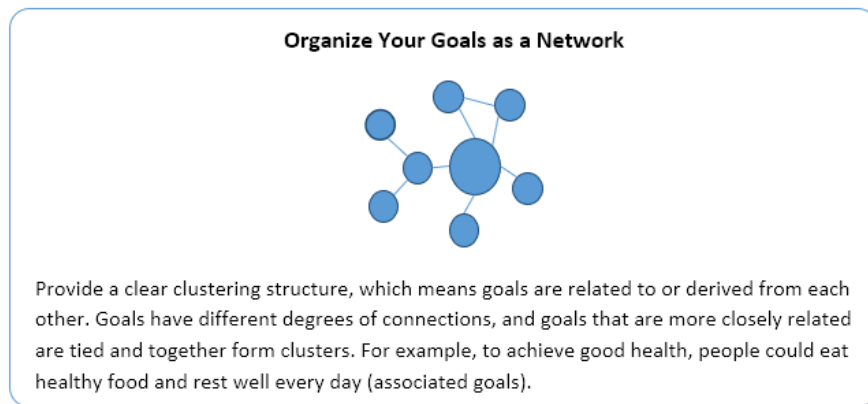 Organize Your Goals as a Network
Provide a clear clustering structure, which means goals are related to or derived from each
other. Goals have different degrees of connections, and goals that are more closely related
are tied and together form clusters. For example, to achieve good health, people could eat
healthy food and rest well every day (associated goals).